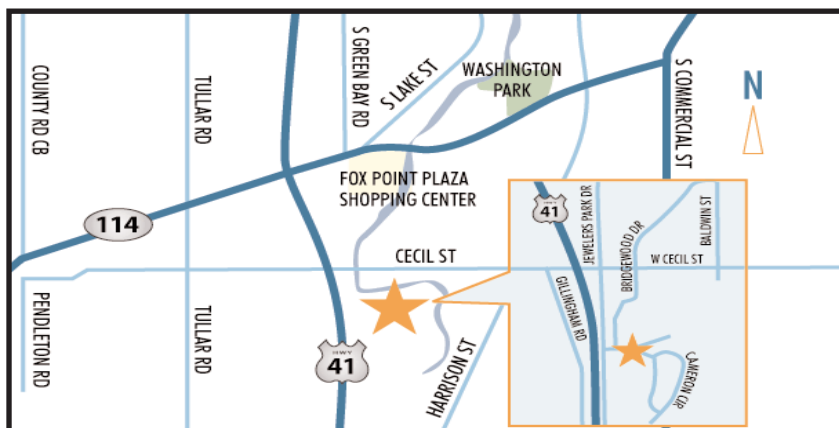 COUNTY RD CB
TULLAR RD
S GREEN BAY RD
S LAKE ST
WASHINGTON
PARK
S COMMERCIAL ST
N
FOX POINT PLAZA
SHOPPING CENTER
114
CECIL ST
PENDLETON RD
TULLAR RD
HWY
41
HARRISON ST
HWY
41
JEWELERS PARK DR
BRIDGEWOOD DR
BALDWIN ST
W CECIL ST
GILLINGHAM RD
CAMERON CIR